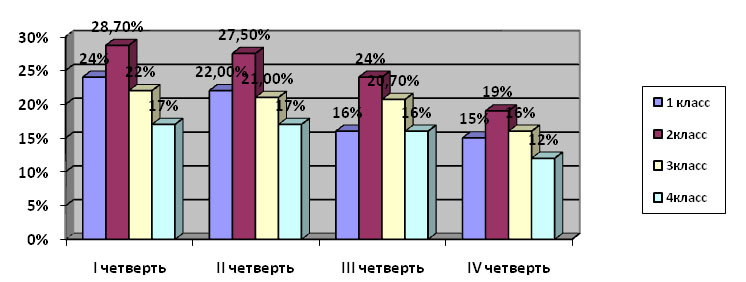 28,70%
27,50%
24%
22%
17%
22,00%
21,00%
17%
16%
24%
20,70%
16%
15%
19%
16%
12%
30%
25%
20%
15%
10%
5%
0%
I четверть
II четверть
III четверть
IV четверть
1 класс
2класс
3класс
4класс